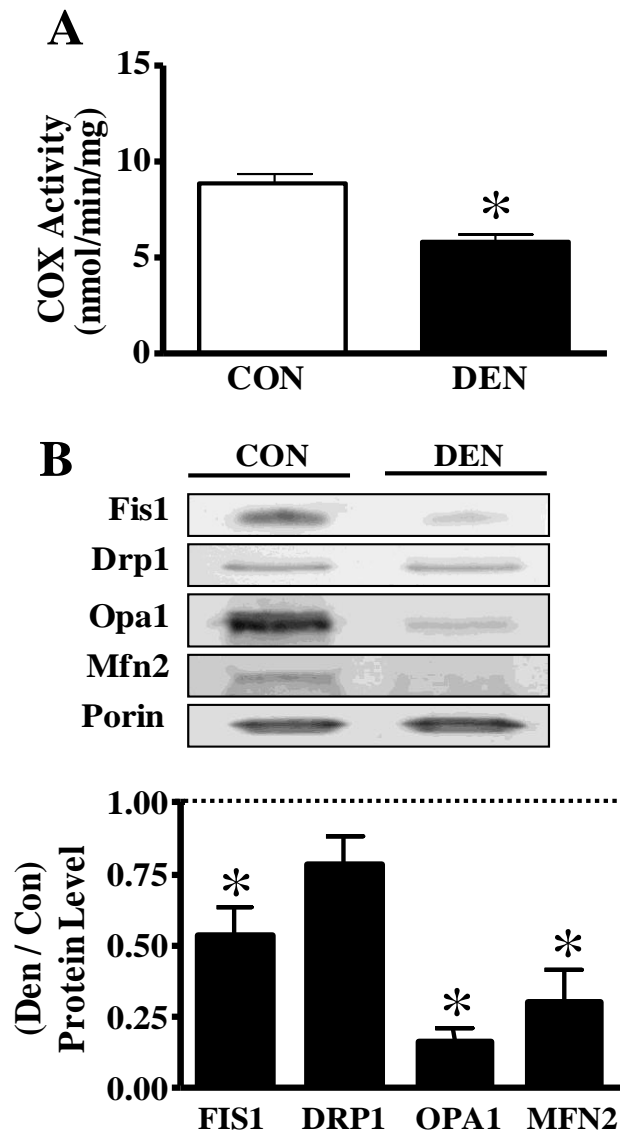 A
15
10
5
0
COX Activity
(nmol/min/mg)
*
CON DEN
B
CON DEN
Fis1
Drp1
Opa1
Mfn2
Porin
1.00
0.75
0.50
0.25
0.00
(Den / Con)
Protein Level
* * *
FIS1 DRP1 OPA1 MFN2